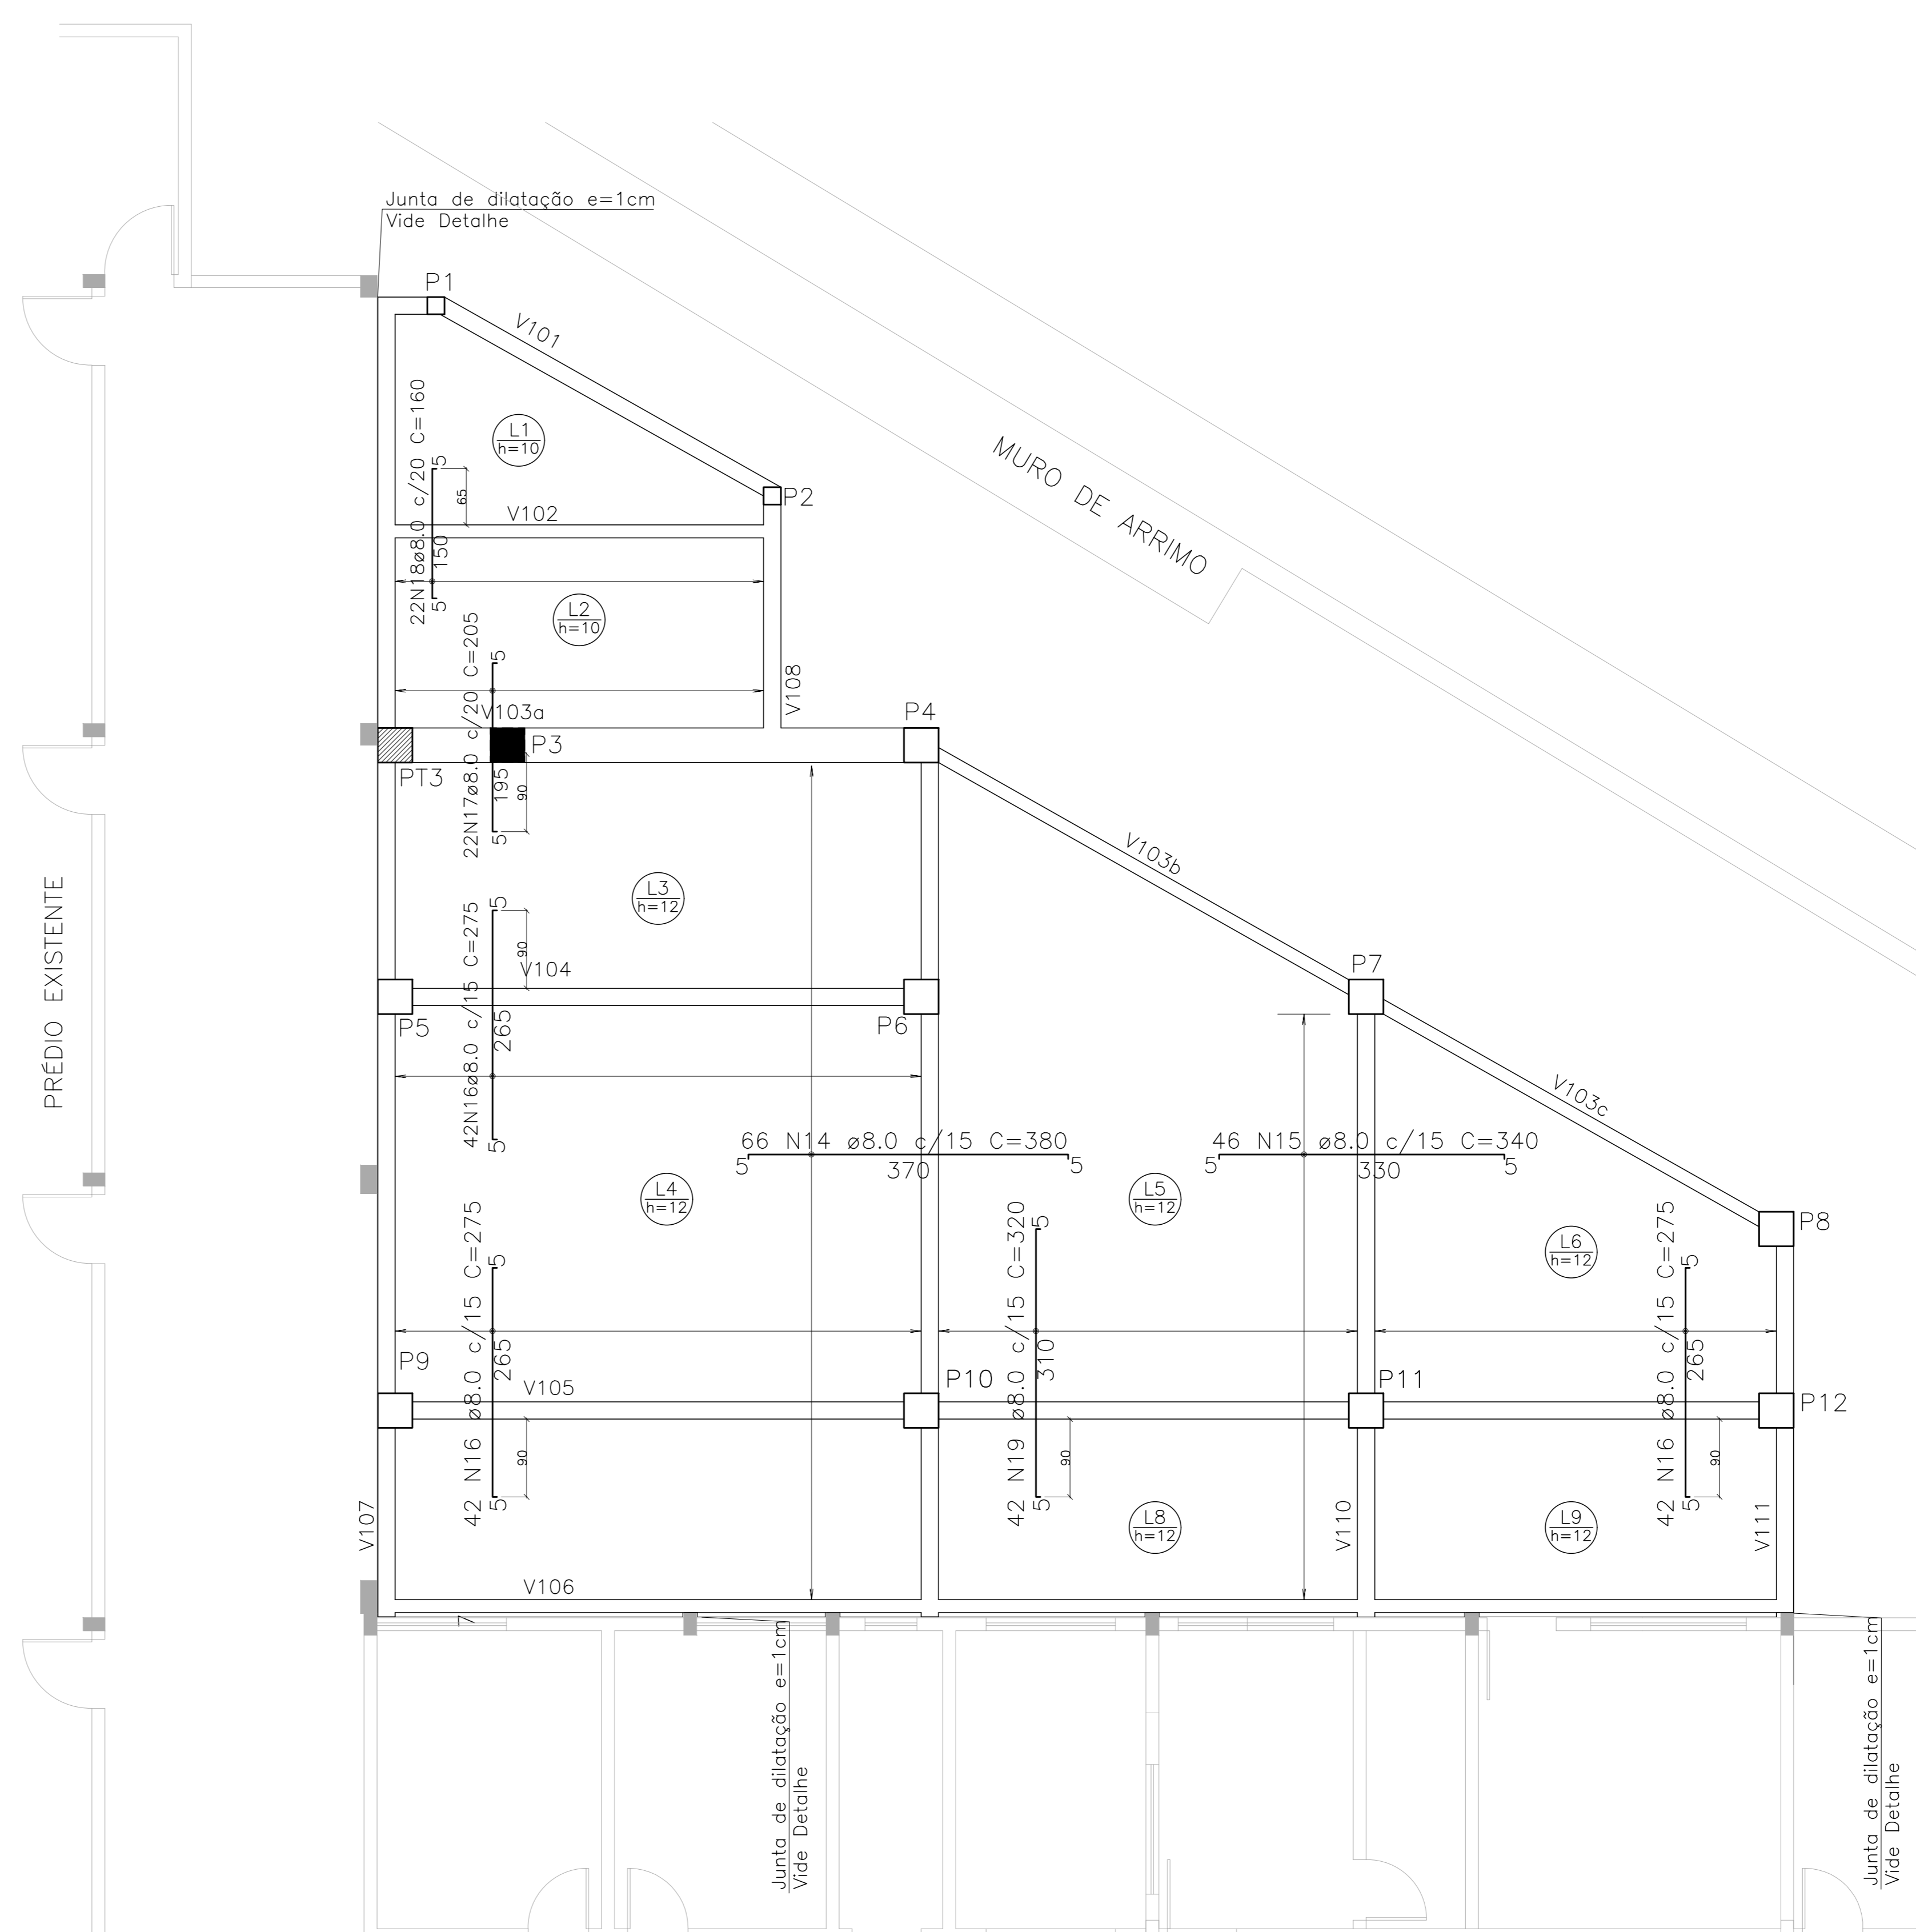 Junta de dilatação e=1cm
Vide Detalhe
P1
V101
22N18ø8.0 c/20 C=160
5
65
150
5
L1
h=10
P2
V102
MURO DE ARRIMO
L2
h=10
22N17ø8.0 c/20 C=205
5
195
90
5
V103a
V108
P4
P3
PT3
V103b
L3
h=12
42N16ø8.0 c/15 C=275
5
90
265
5
V104
P5
P6
P7
PRÉDIO EXISTENTE
V103c
66 N14 ø8.0 c/15 C=380
5
370
5
46 N15 ø8.0 c/15 C=340
5
330
5
L4
h=12
L5
h=12
P8
L6
h=12
42 N16 ø8.0 c/15 C=275
5
265
90
5
42 N19 ø8.0 c/15 C=320
5
310
90
5
42 N16 ø8.0 c/15 C=275
5
265
90
5
P9
V105
P10
P11
P12
V107
L8
h=12
V110
L9
h=12
V111
V106
7
Junta de dilatação e=1cm
Vide Detalhe
Junta de dilatação e=1cm
Vide Detalhe